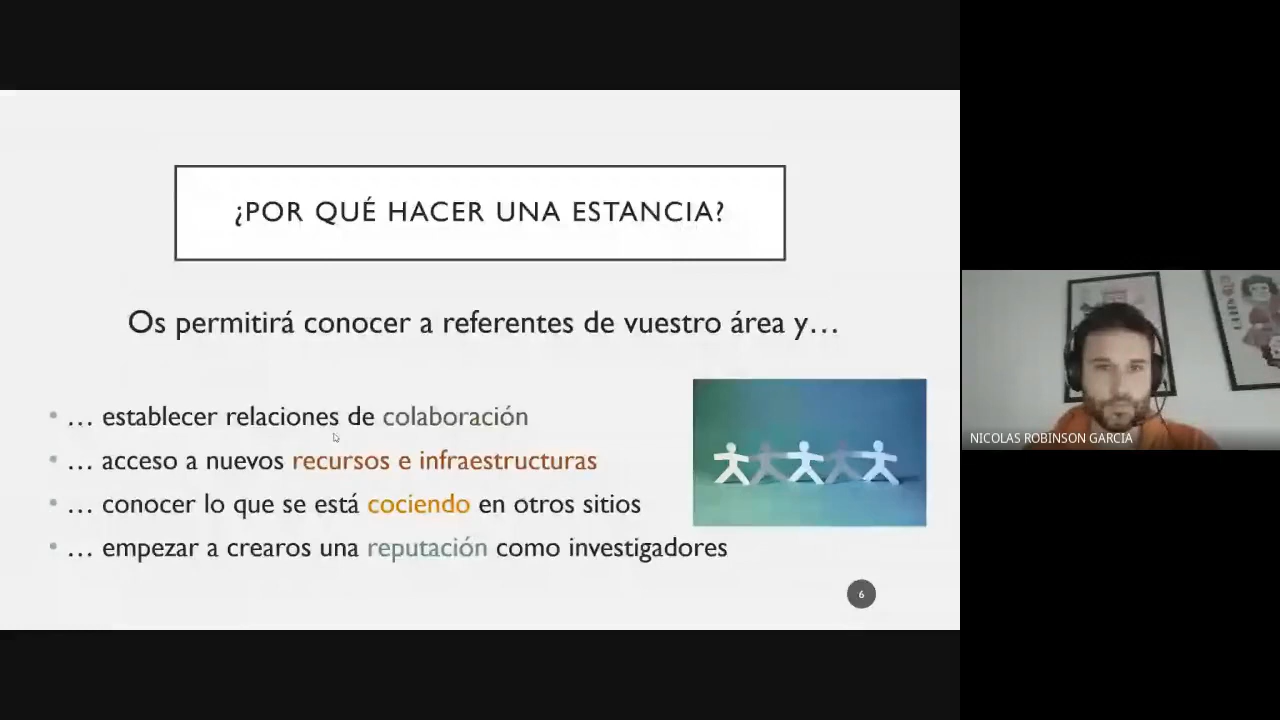 ¿POR QUÉ HACER UNA ESTANCIA?
Os permitirá conocer a referentes de vuestro área y…
• … establecer relaciones de colaboración
• … acceso a nuevos recursos e infraestructuras
• … conocer lo que se está cociendo en otros sitios
• … empezar a crearos una reputación como investigadores
6
NICOLAS ROBINSON GARCIA